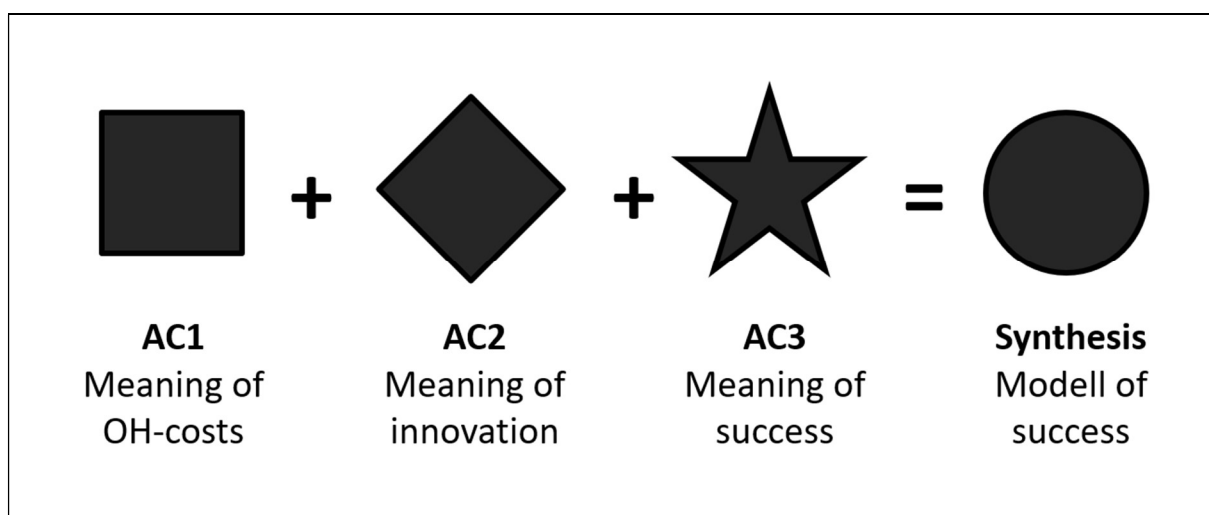 + + =
AC1
Meaning of
OH-costs
AC2
Meaning of
innovation
AC3
Meaning of
success
Synthesis
Modell of
success